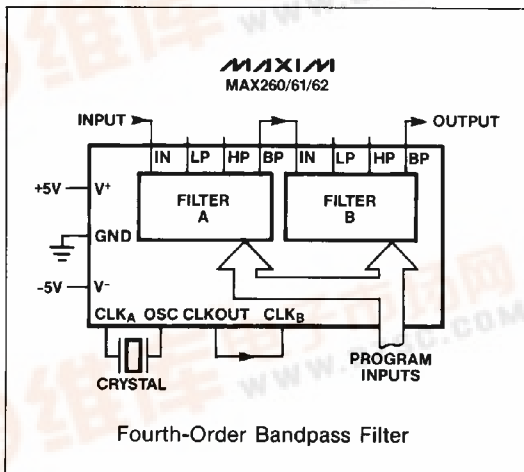 MAXIM
MAX260/61/62
INPUT OUTPUT
IN LP HP BP IN LP HP BP
+5V V+ FILTER A FILTER B
GND
-5V V-
CLKA OSC CLKOUT CLKB
CRYSTAL
PROGRAM INPUTS
Fourth-Order Bandpass Filter